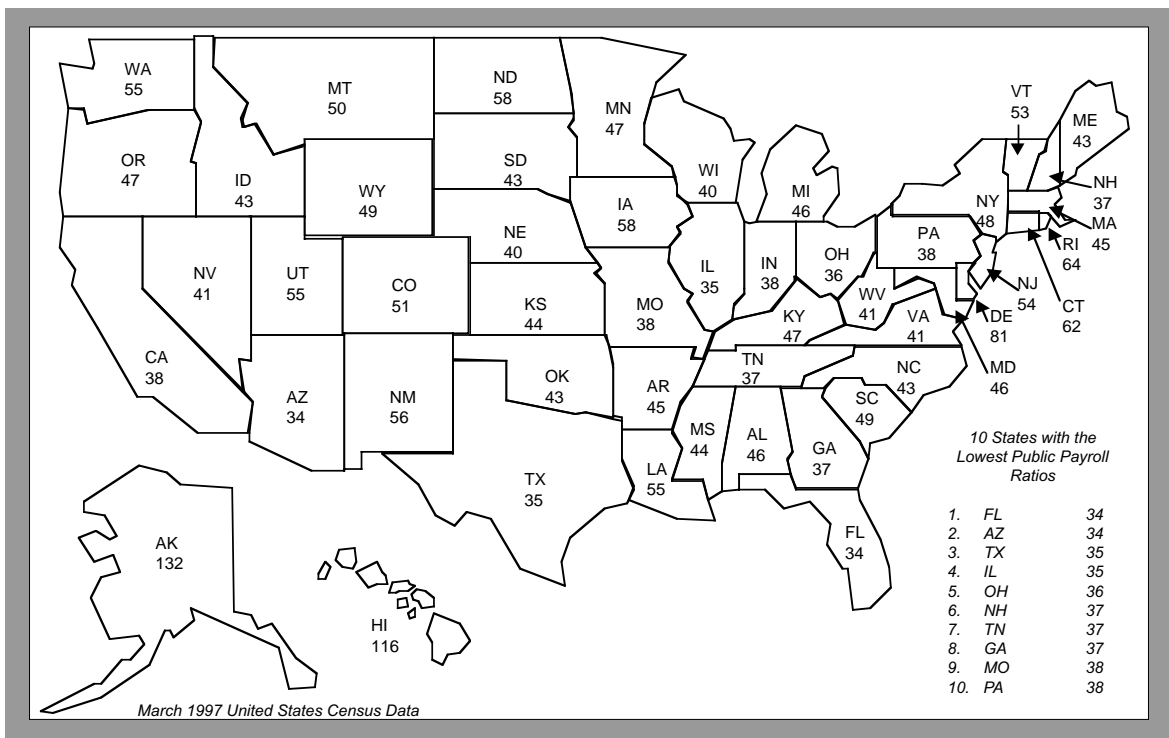 WA
55
MT
50
ND
58
MN
47
VT
53
ME
43
OR
47
ID
43
WY
49
SD
43
WI
40
MI
46
NY
48
NH
37
MA
45
RI
64
CT
62
NJ
54
DE
81
MD
46
NV
41
UT
55
CO
51
NE
40
IA
58
IL
35
IN
38
OH
36
PA
38
WV
41
VA
41
KY
47
CA
38
AZ
34
NM
56
KS
44
MO
38
OK
43
AR
45
TN
37
NC
43
SC
49
MS
44
AL
46
GA
37
TX
35
LA
55
FL
34
AK
132
HI
116
10 States with the
Lowest Public Payroll
Ratios
1. FL 34
2. AZ 34
3. TX 35
4. IL 35
5. OH 36
6. NH 37
7. TN 37
8. GA 37
9. MO 38
10. PA 38
March 1997 United States Census Data